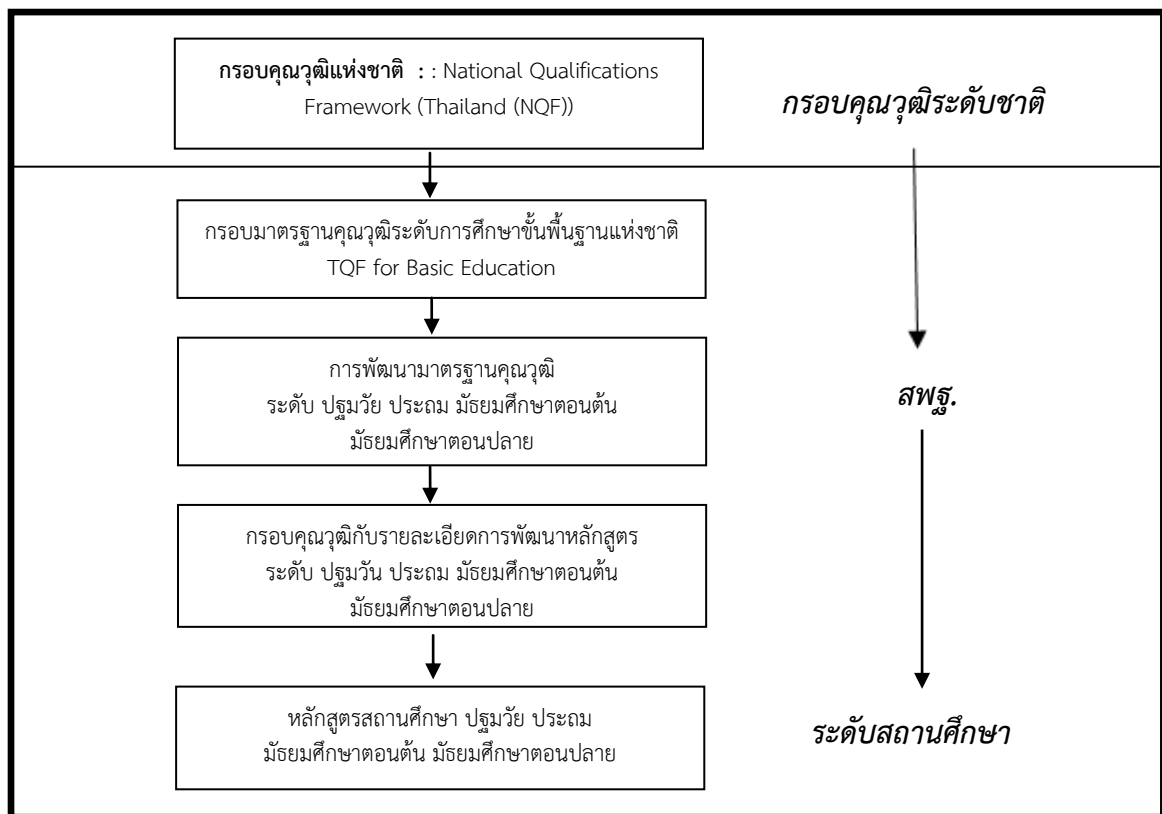 กรอบคุณวุฒิแห่งชาติ : : National Qualifications
Framework (Thailand (NQF))
กรอบคุณวุฒิระดับชาติ
กรอบมาตรฐานคุณวุฒิระดับการศึกษาขั้นพื้นฐานแห่งชาติ
TQF for Basic Education
การพัฒนามาตรฐานคุณวุฒิ
ระดับ ปฐมวัย ประถม มัธยมศึกษาตอนต้น
มัธยมศึกษาตอนปลาย
สพฐ.
กรอบคุณวุฒิกับรายละเอียดการพัฒนาหลักสูตร
ระดับ ปฐมวัน ประถม มัธยมศึกษาตอนต้น
มัธยมศึกษาตอนปลาย
หลักสูตรสถานศึกษา ปฐมวัย ประถม
มัธยมศึกษาตอนต้น มัธยมศึกษาตอนปลาย
ระดับสถานศึกษา